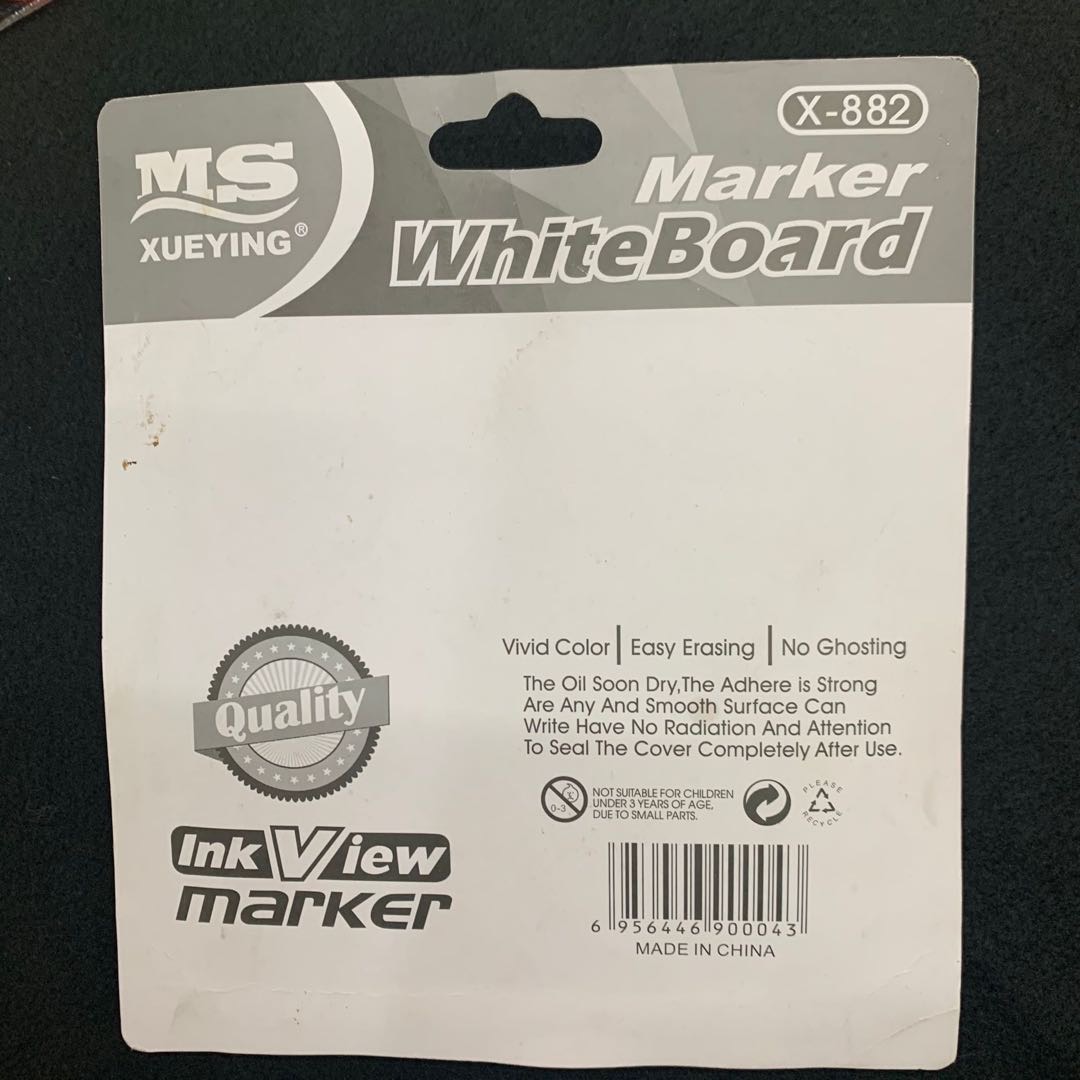 MS
XUEYING®
X-882
Marker
WhiteBoard
Quality
Ink View
marker
Vivid Color | Easy Erasing | No Ghosting
The Oil Soon Dry,The Adhere is Strong
Are Any And Smooth Surface Can
Write Have No Radiation And Attention
To Seal The Cover Completely After Use.
0-3
NOT SUITABLE FOR CHILDREN
UNDER 3 YEARS OF AGE,
DUE TO SMALL PARTS.
PLEASE
RECYCLE
6 956446 900043
MADE IN CHINA